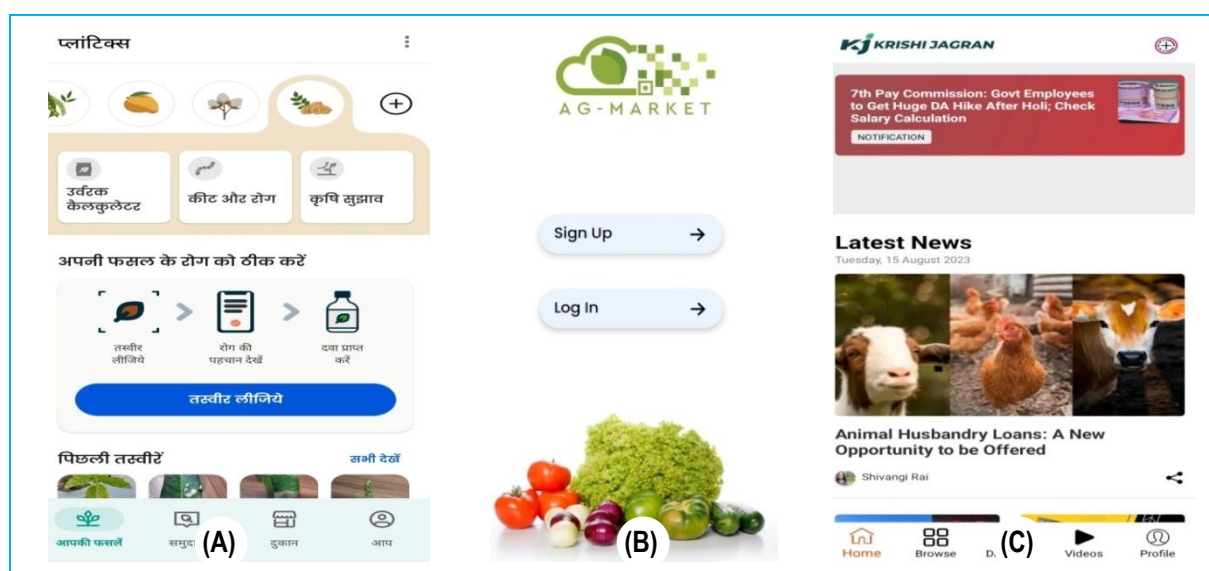 प्लांटिक्स
उर्वरक
कैलकुलेटर
कीट और रोग
कृषि सुझाव
अपनी फसल के रोग को ठीक करें
तस्वीर
लीजिये
रोग की
पहचान देखें
दवा प्राप्त
करें
तस्वीर लीजिये
पिछली तस्वीरें
सभी देखें
आपकी फसलें
दुकान
आप
(A)
AG-MARKET
Sign Up
Log In
(B)
KRISHI JAGRAN
7th Pay Commission: Govt Employees
to Get Huge DA Hike After Holi; Check
Salary Calculation
NOTIFICATION
Latest News
Tuesday, 15 August 2023
Animal Husbandry Loans: A New
Opportunity to be Offered
Shivangi Rai
Home
Browse
Videos
Profile
(C)